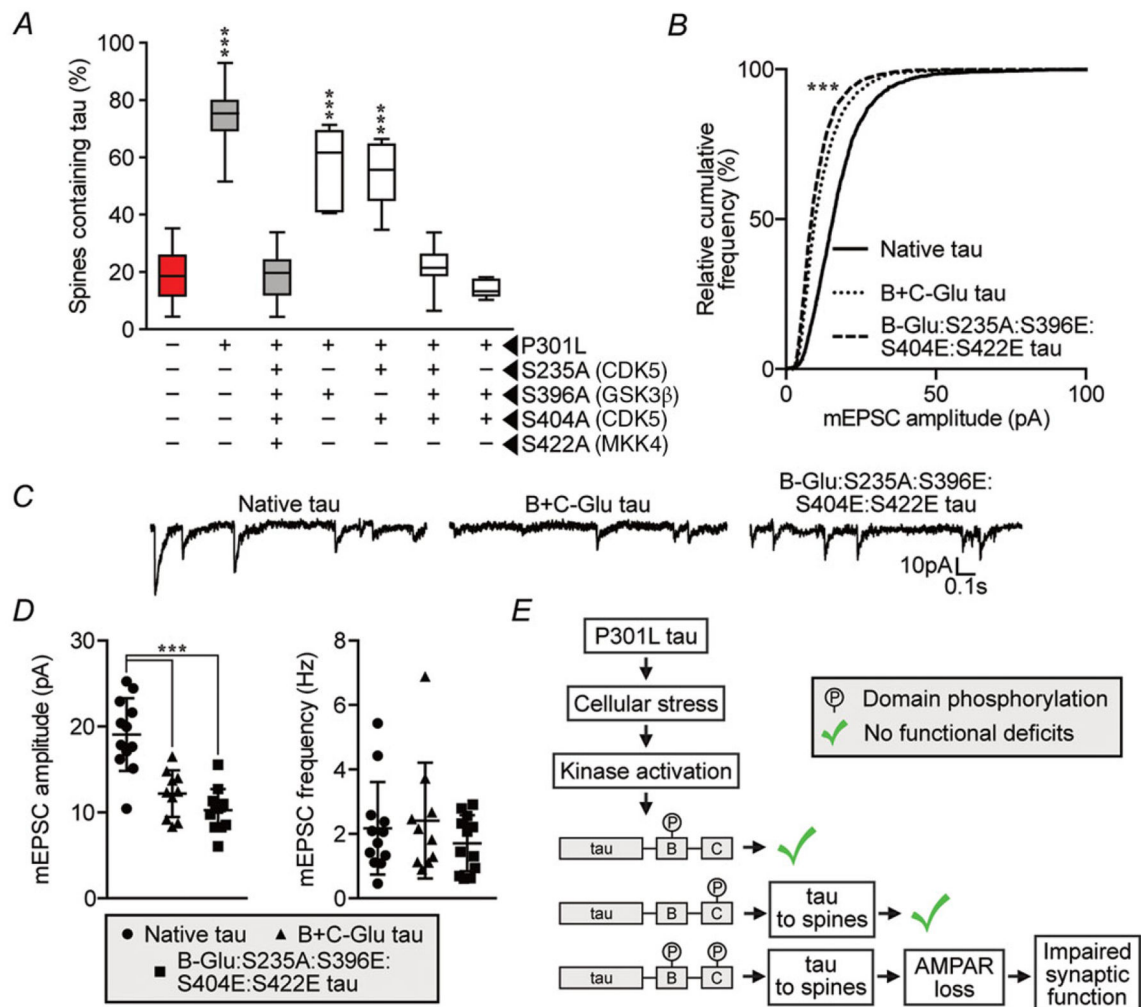 A
Spines containing tau (%)
100
80
60
40
20
0
***
***
***
– + + + + + + P301L
– – + – + + – S235A (CDK5)
– – + + – + + S396A (GSK3β)
– – + – + + + S404A (CDK5)
– – + – – – – S422A (MKK4)
B
Relative cumulative
frequency (%)
100
50
0
***
Native tau
B+C-Glu tau
B-Glu:S235A:S396E:
S404E:S422E tau
0 50 100
mEPSC amplitude (pA)
C
Native tau
B+C-Glu tau
B-Glu:S235A:S396E:
S404E:S422E tau
10pA
0.1s
D
mEPSC amplitude (pA)
30
20
10
0
***
mEPSC frequency (Hz)
8
6
4
2
0
Native tau B+C-Glu tau
B-Glu:S235A:S396E:
S404E:S422E tau
E
P301L tau
Cellular stress
Kinase activation
P Domain phosphorylation
No functional deficits
P
tau B C
P
tau B C
tau
to spines
P P
tau B C
tau
to spines
AMPAR
loss
Impaired
synaptic
function